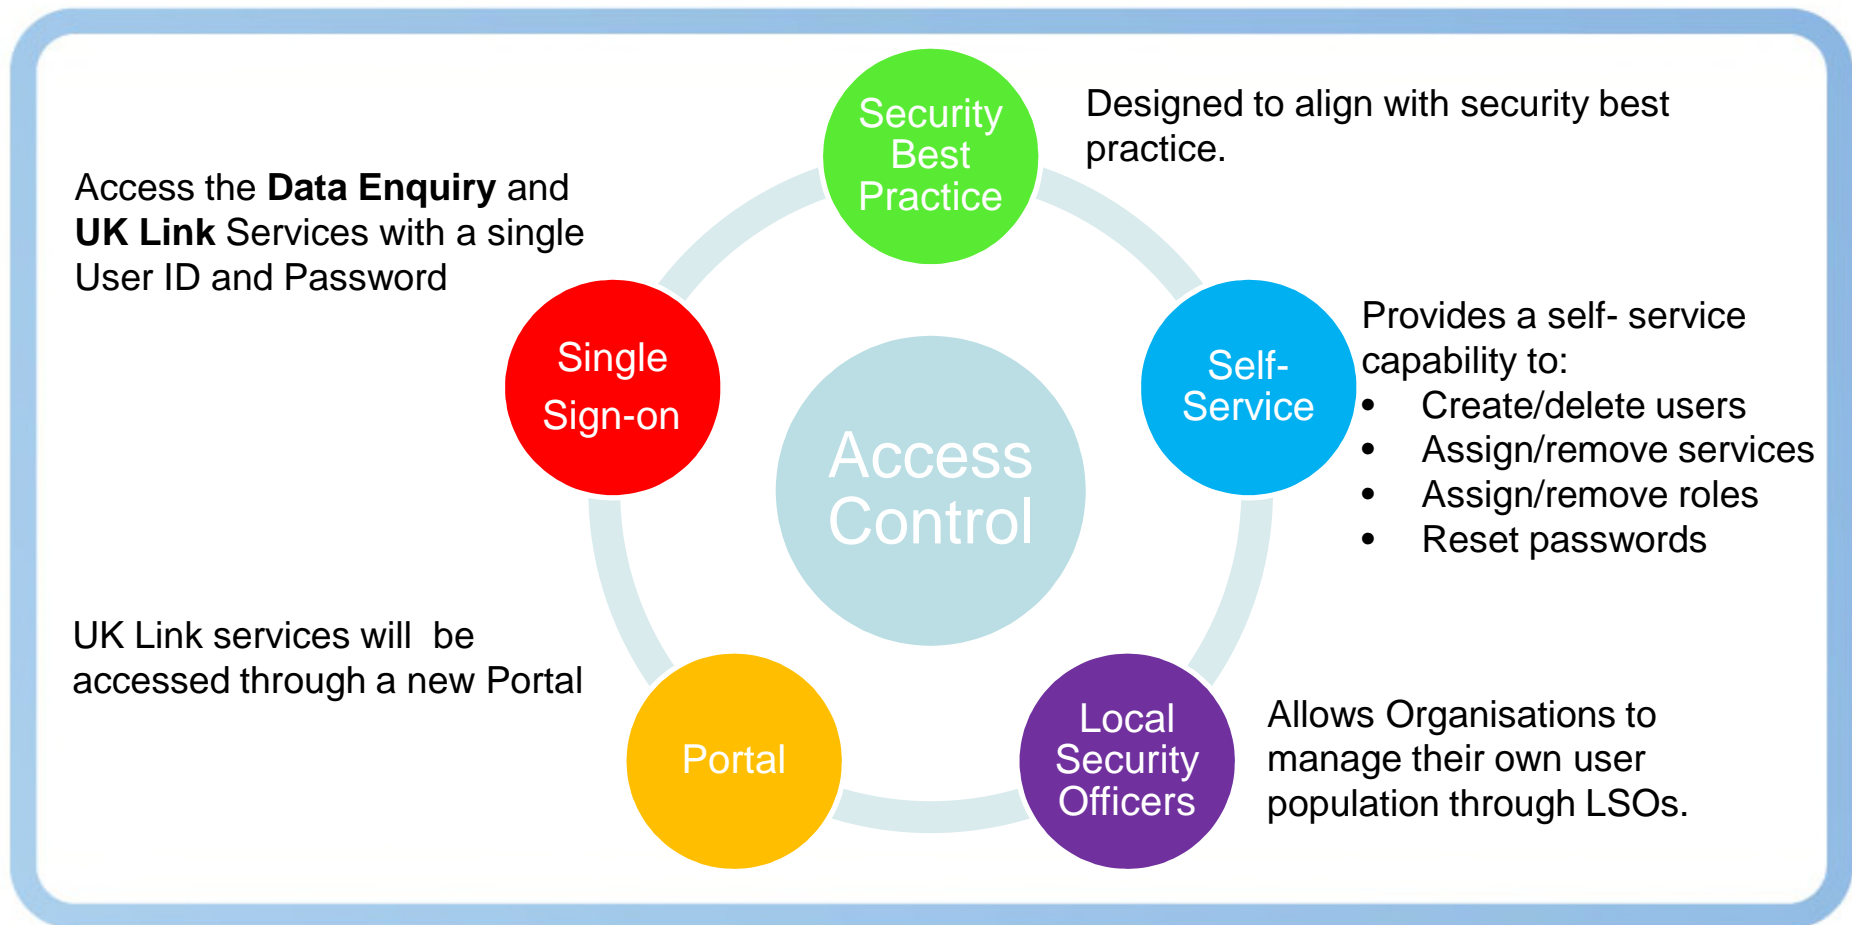 Security
Best
Practice
Designed to align with security best
practice.
Access the Data Enquiry and
UK Link Services with a single
User ID and Password
Single
Sign-on
Self-
Service
Provides a self- service
capability to:
• Create/delete users
• Assign/remove services
• Assign/remove roles
• Reset passwords
Access
Control
UK Link services will be
accessed through a new Portal
Portal
Local
Security
Officers
Allows Organisations to
manage their own user
population through LSOs.